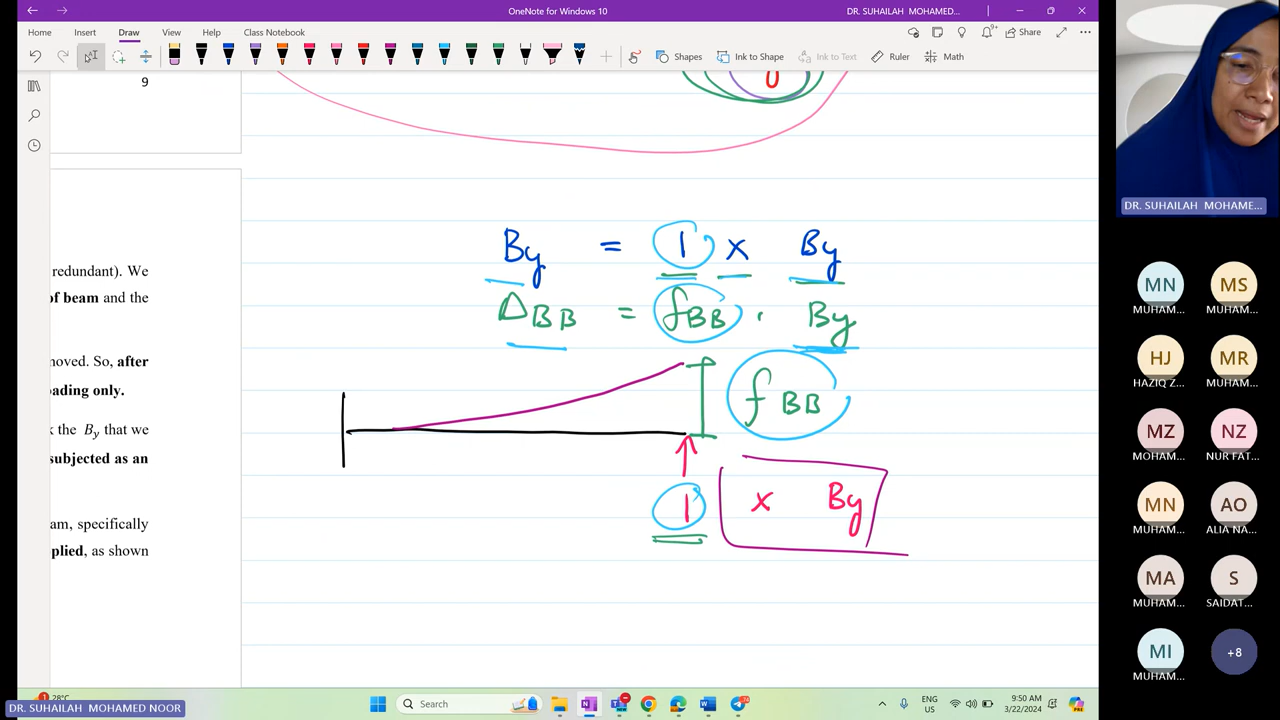 OneNote for Windows 10
DR. SUHAILAH MOHAMED...
Home Insert Draw View Help Class Notebook
Share
Shapes Ink to Shape Ink to Text Ruler Math
9
0
redundant). We
of beam and the
noved. So, after
ading only.
k the By that we
subjected as an
am, specifically
plied, as shown
By = 1 x By
ΔBB = fBB . By
fBB
1 x By
DR. SUHAILAH MOHAME...
MN MS
MUHAM... MUHAM...
HJ MR
HAZIQ Z... MUHAM...
MZ NZ
MOHAM... NUR FAT...
MN AO
MUHAM... ALIA NA...
MA S
MUHAM... SAIDAT...
MI +8
MUHAM...
28°C
DR. SUHAILAH MOHAMED NOOR
Search
ENG
US
9:50 AM
3/22/2024